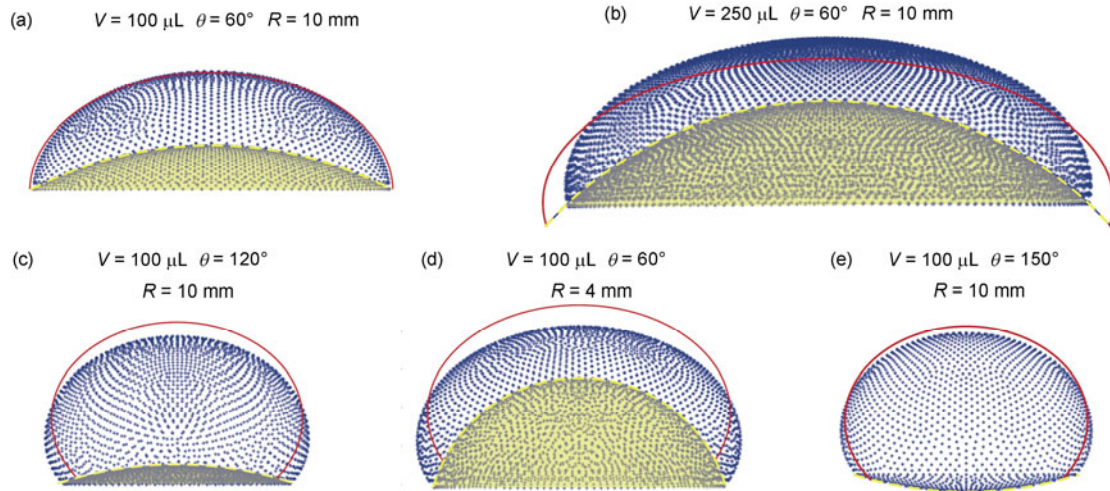 (a)
V = 100 μL θ = 60° R = 10 mm
(b)
V = 250 μL θ = 60° R = 10 mm
(c)
V = 100 μL θ = 120°
R = 10 mm
(d)
V = 100 μL θ = 60°
R = 4 mm
(e)
V = 100 μL θ = 150°
R = 10 mm